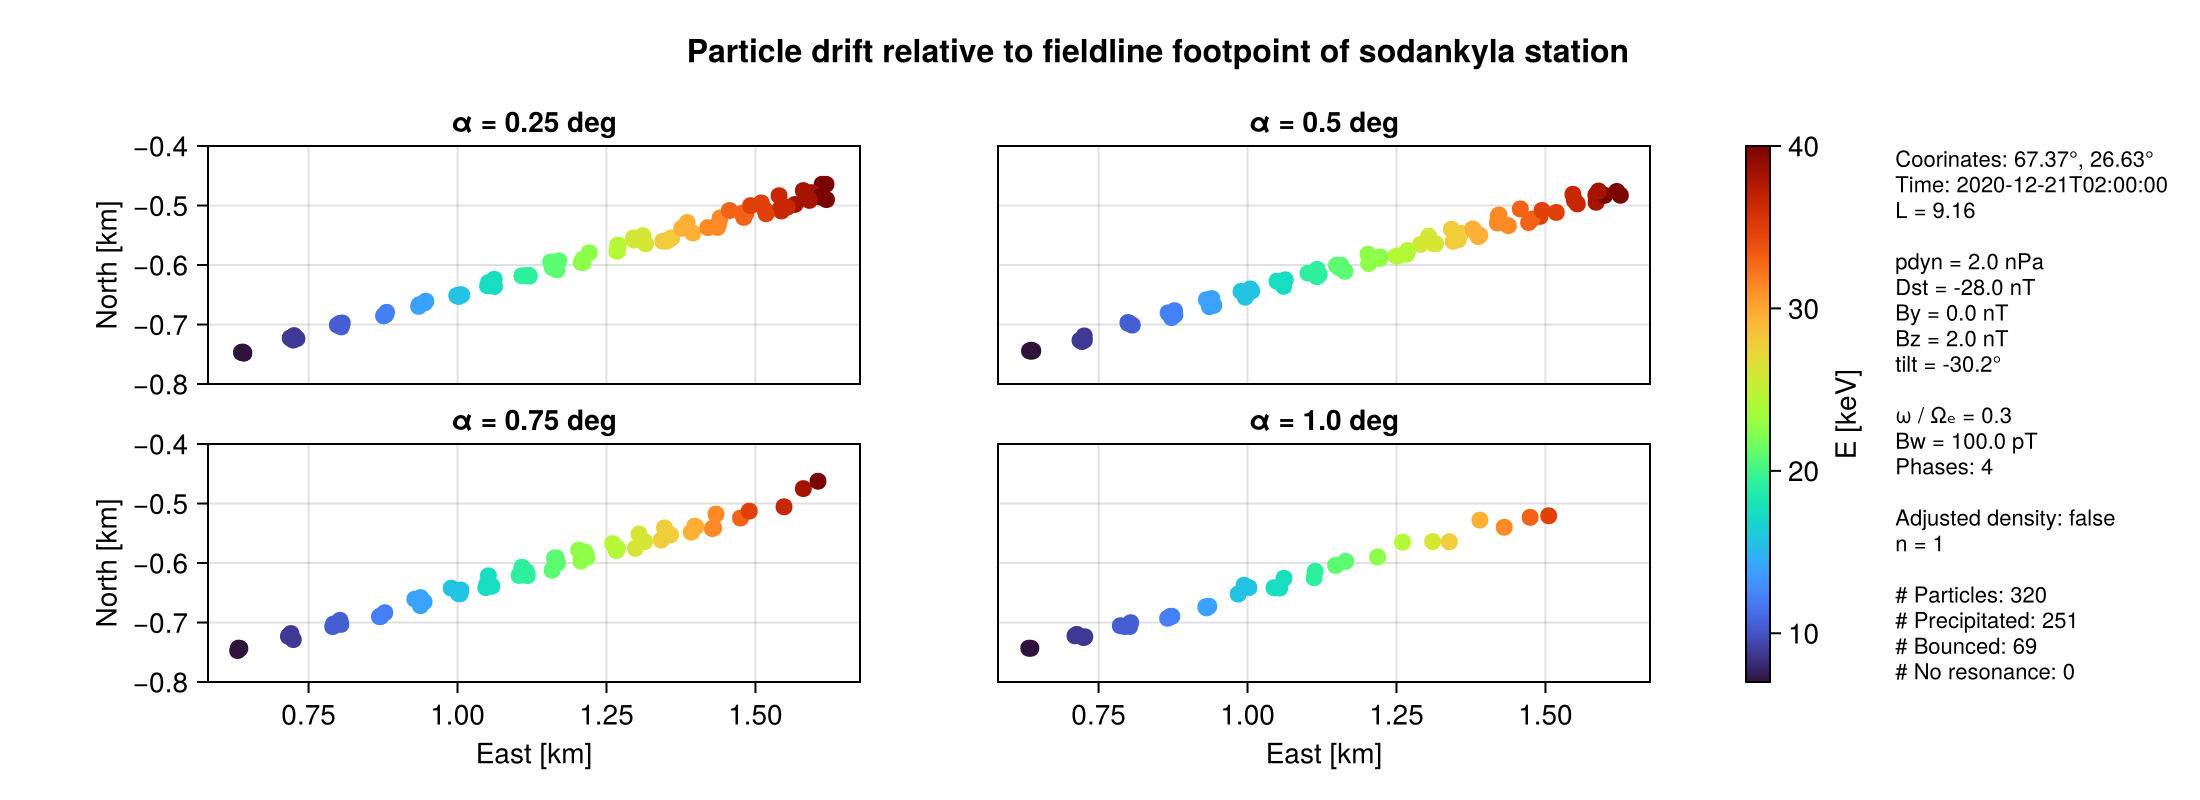 Particle drift relative to fieldline footpoint of sodankyla station
α = 0.25 deg
α = 0.5 deg
−0.4
−0.5
−0.6
−0.7
−0.8
North [km]
α = 0.75 deg
α = 1.0 deg
−0.4
−0.5
−0.6
−0.7
−0.8
North [km]
0.75 1.00 1.25 1.50
East [km]
0.75 1.00 1.25 1.50
East [km]
40
30
20
10
E [keV]
Coorinates: 67.37°, 26.63°
Time: 2020-12-21T02:00:00
L = 9.16
pdyn = 2.0 nPa
Dst = -28.0 nT
By = 0.0 nT
Bz = 2.0 nT
tilt = -30.2°
ω / Ωₑ = 0.3
Bw = 100.0 pT
Phases: 4
Adjusted density: false
n = 1
# Particles: 320
# Precipitated: 251
# Bounced: 69
# No resonance: 0